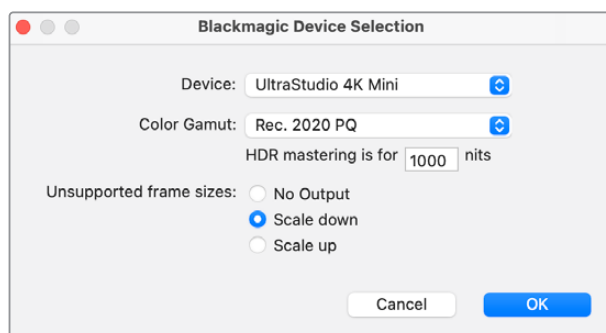 Blackmagic Device Selection
Device: UltraStudio 4K Mini
Color Gamut: Rec. 2020 PQ
HDR mastering is for 1000 nits
Unsupported frame sizes: No Output
Scale down
Scale up
Cancel OK